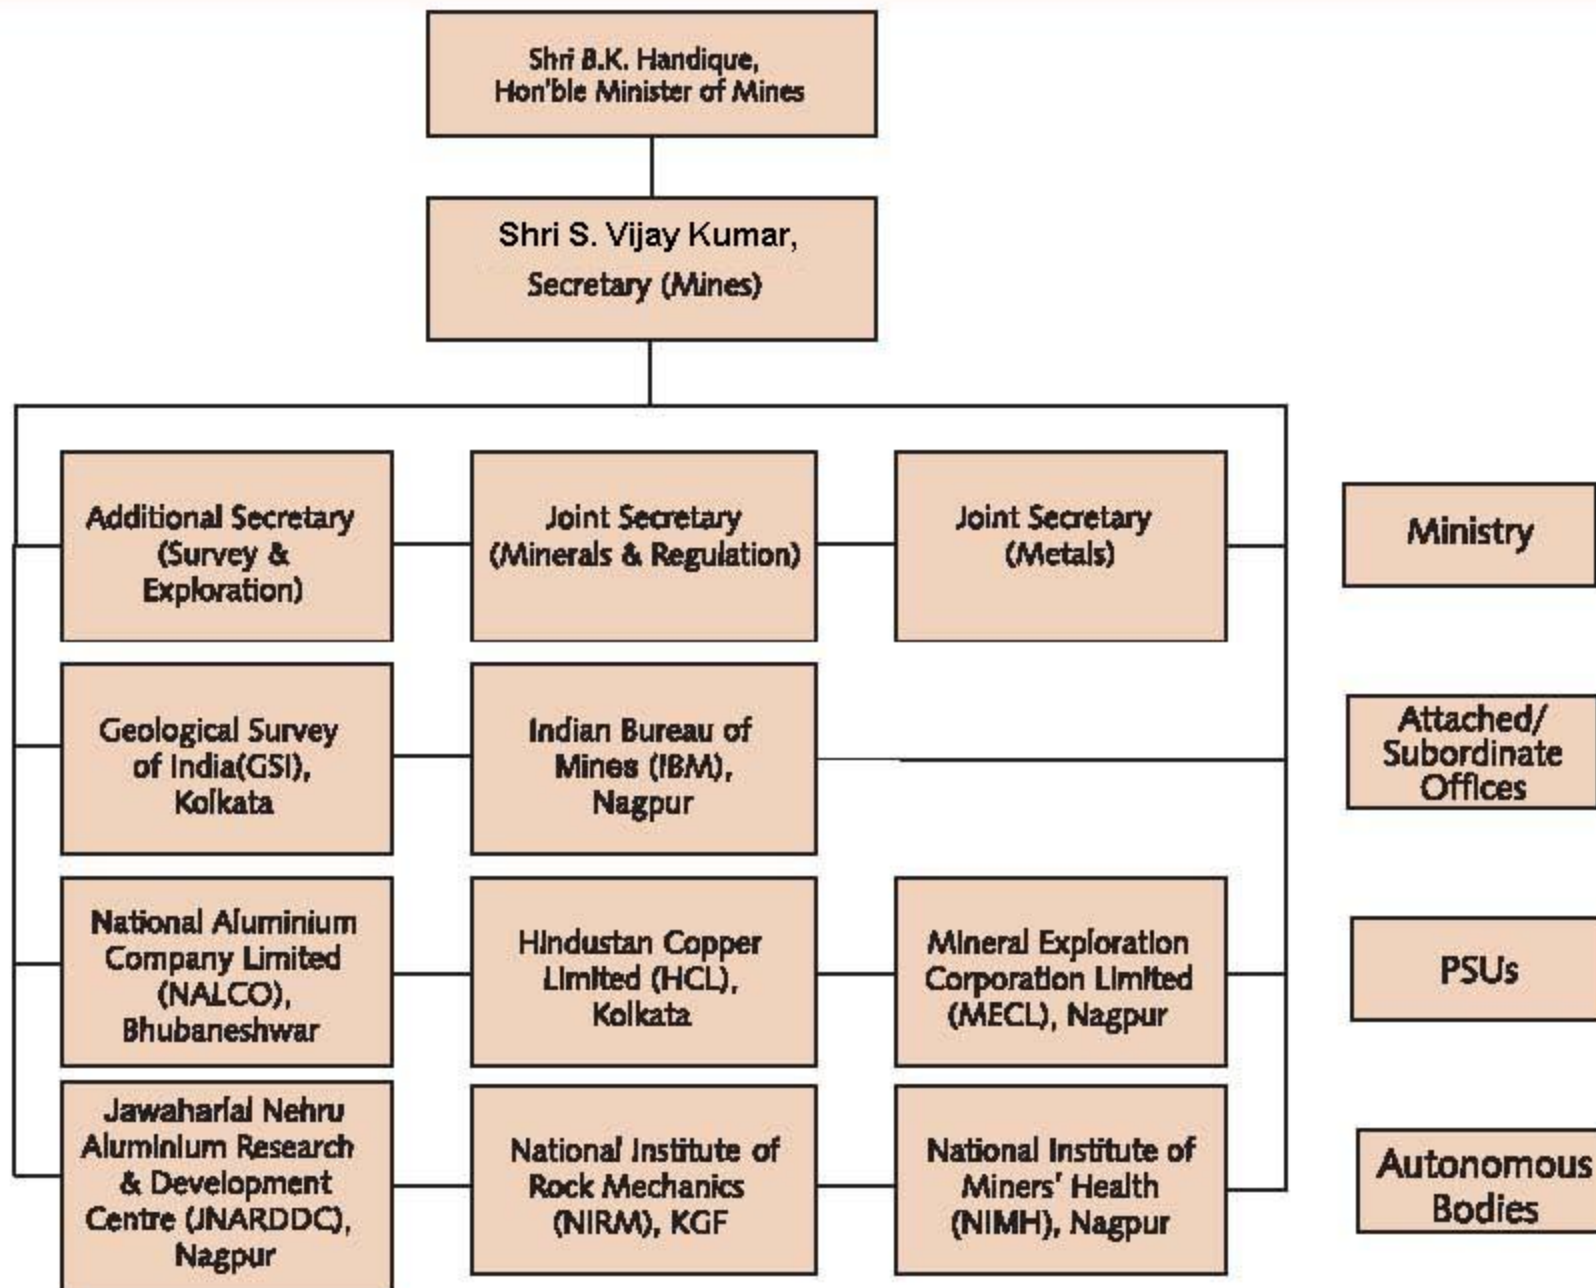 Shri B.K. Handique,
Hon'ble Minister of Mines
Shri S. Vijay Kumar,
Secretary (Mines)
Additional Secretary
(Survey &
Exploration)
Joint Secretary
(Minerals & Regulation)
Joint Secretary
(Metals)
Ministry
Geological Survey
of India(GSI),
Kolkata
Indian Bureau of
Mines (IBM),
Nagpur
Attached/
Subordinate
Offices
National Aluminium
Company Limited
(NALCO),
Bhubaneshwar
Hindustan Copper
Limited (HCL),
Kolkata
Mineral Exploration
Corporation Limited
(MECL), Nagpur
PSUs
Jawaharlal Nehru
Aluminium Research
& Development
Centre (JNARDDC),
Nagpur
National Institute of
Rock Mechanics
(NIRM), KGF
National Institute of
Miners' Health
(NIMH), Nagpur
Autonomous
Bodies